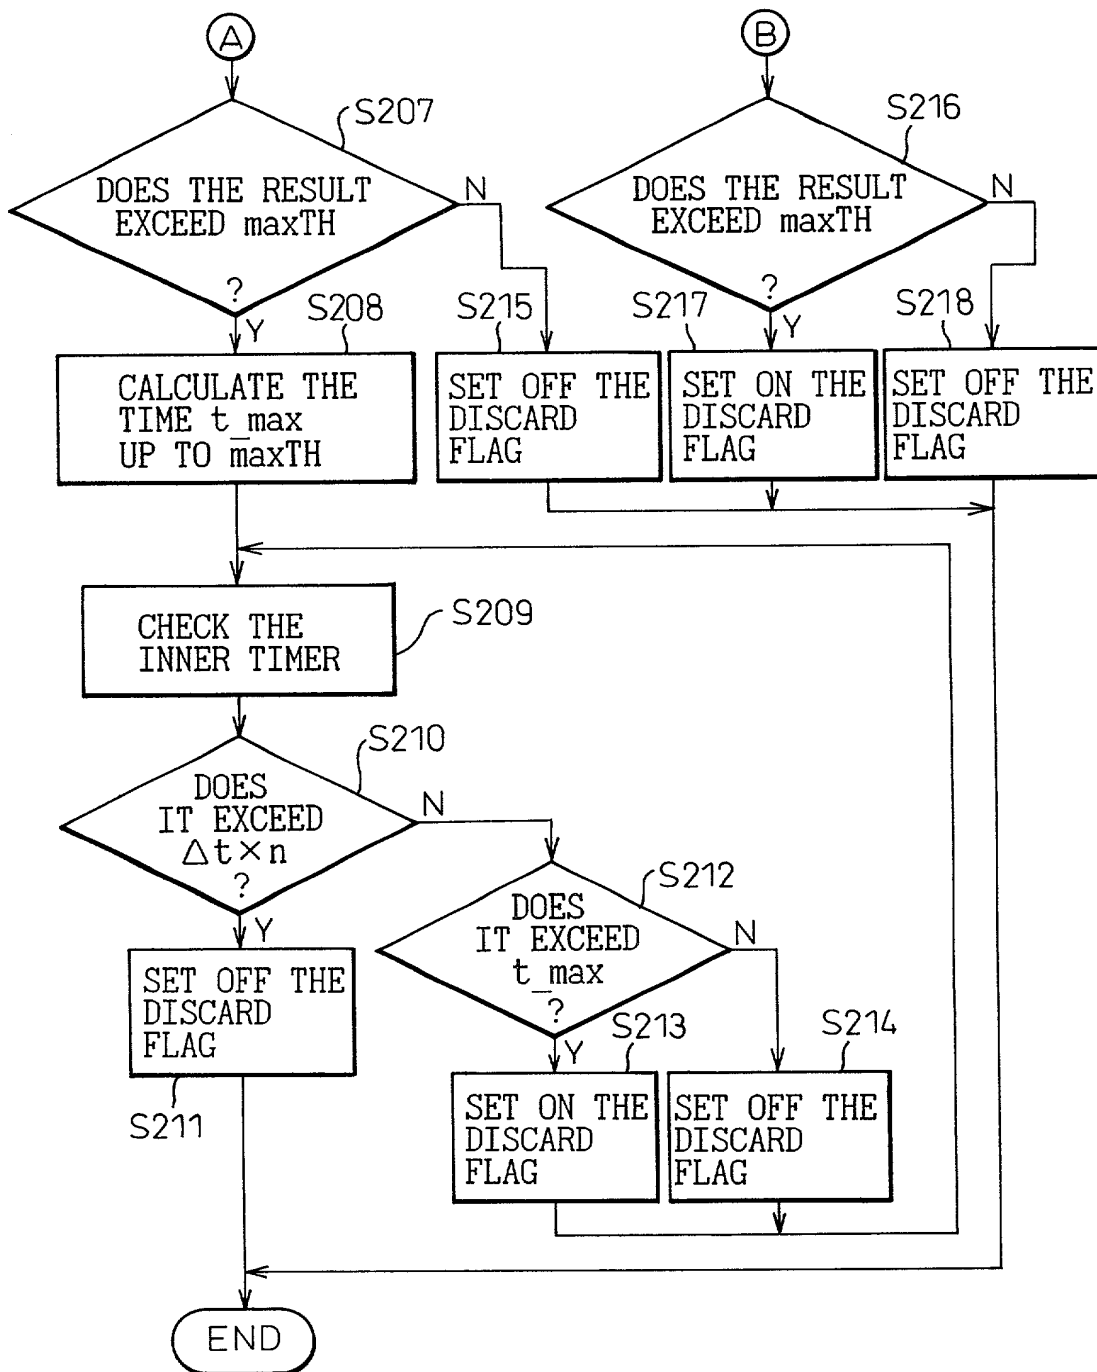 A
B
S207
S216
DOES THE RESULT
EXCEED maxTH
?
N
DOES THE RESULT
EXCEED maxTH
?
N
Y
S208
S215
S217
Y
S218
CALCULATE THE
TIME t_max
UP TO maxTH
SET OFF THE
DISCARD
FLAG
SET ON THE
DISCARD
FLAG
SET OFF THE
DISCARD
FLAG
CHECK THE
INNER TIMER
S209
S210
DOES
IT EXCEED
Δt×n
?
N
Y
S212
DOES
IT EXCEED
t_max
?
N
Y
SET OFF THE
DISCARD
FLAG
S211
S213
S214
SET ON THE
DISCARD
FLAG
SET OFF THE
DISCARD
FLAG
END